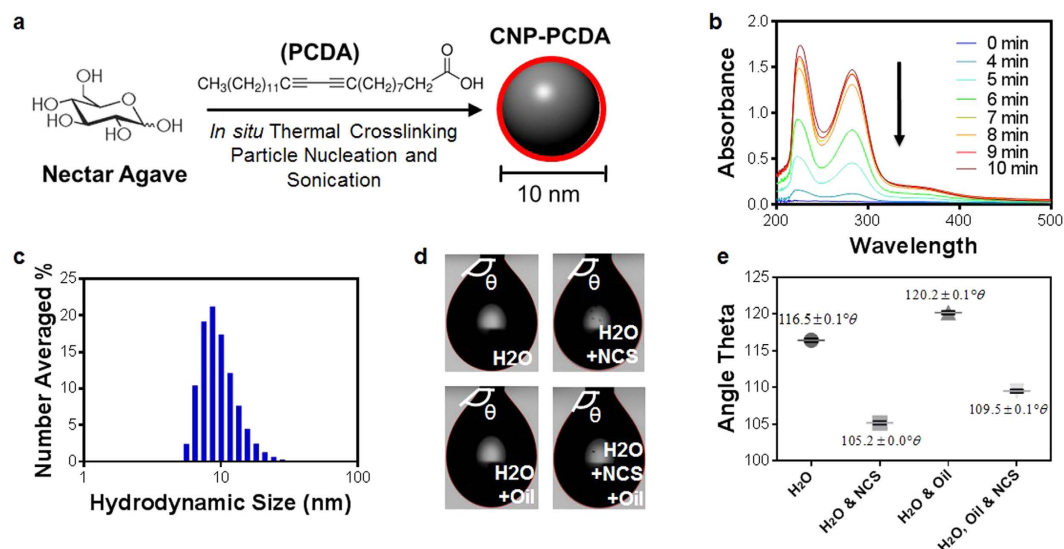 a
(PCDA)
CH3(CH2)11
(CH2)7CH2
O
OH
CNP-PCDA
OH
HO
O
HO
HO
OH
Nectar Agave
In situ Thermal Crosslinking
Particle Nucleation and
Sonication
10 nm
b
Absorbance
2.0
1.5
1.0
0.5
0.0
200
300
400
500
Wavelength
0 min
4 min
5 min
6 min
7 min
8 min
9 min
10 min
c
Number Averaged %
25
20
15
10
5
0
1
10
100
Hydrodynamic Size (nm)
d
θ
H2O
θ
H2O
+NCS
θ
H2O
+Oil
θ
H2O
+NCS
+Oil
e
Angle Theta
125
120
115
110
105
100
116.5±0.1°θ
105.2±0.0°θ
120.2±0.1°θ
109.5±0.1°θ
H2O
H2O & NCS
H2O & Oil
H2O, Oil & NCS